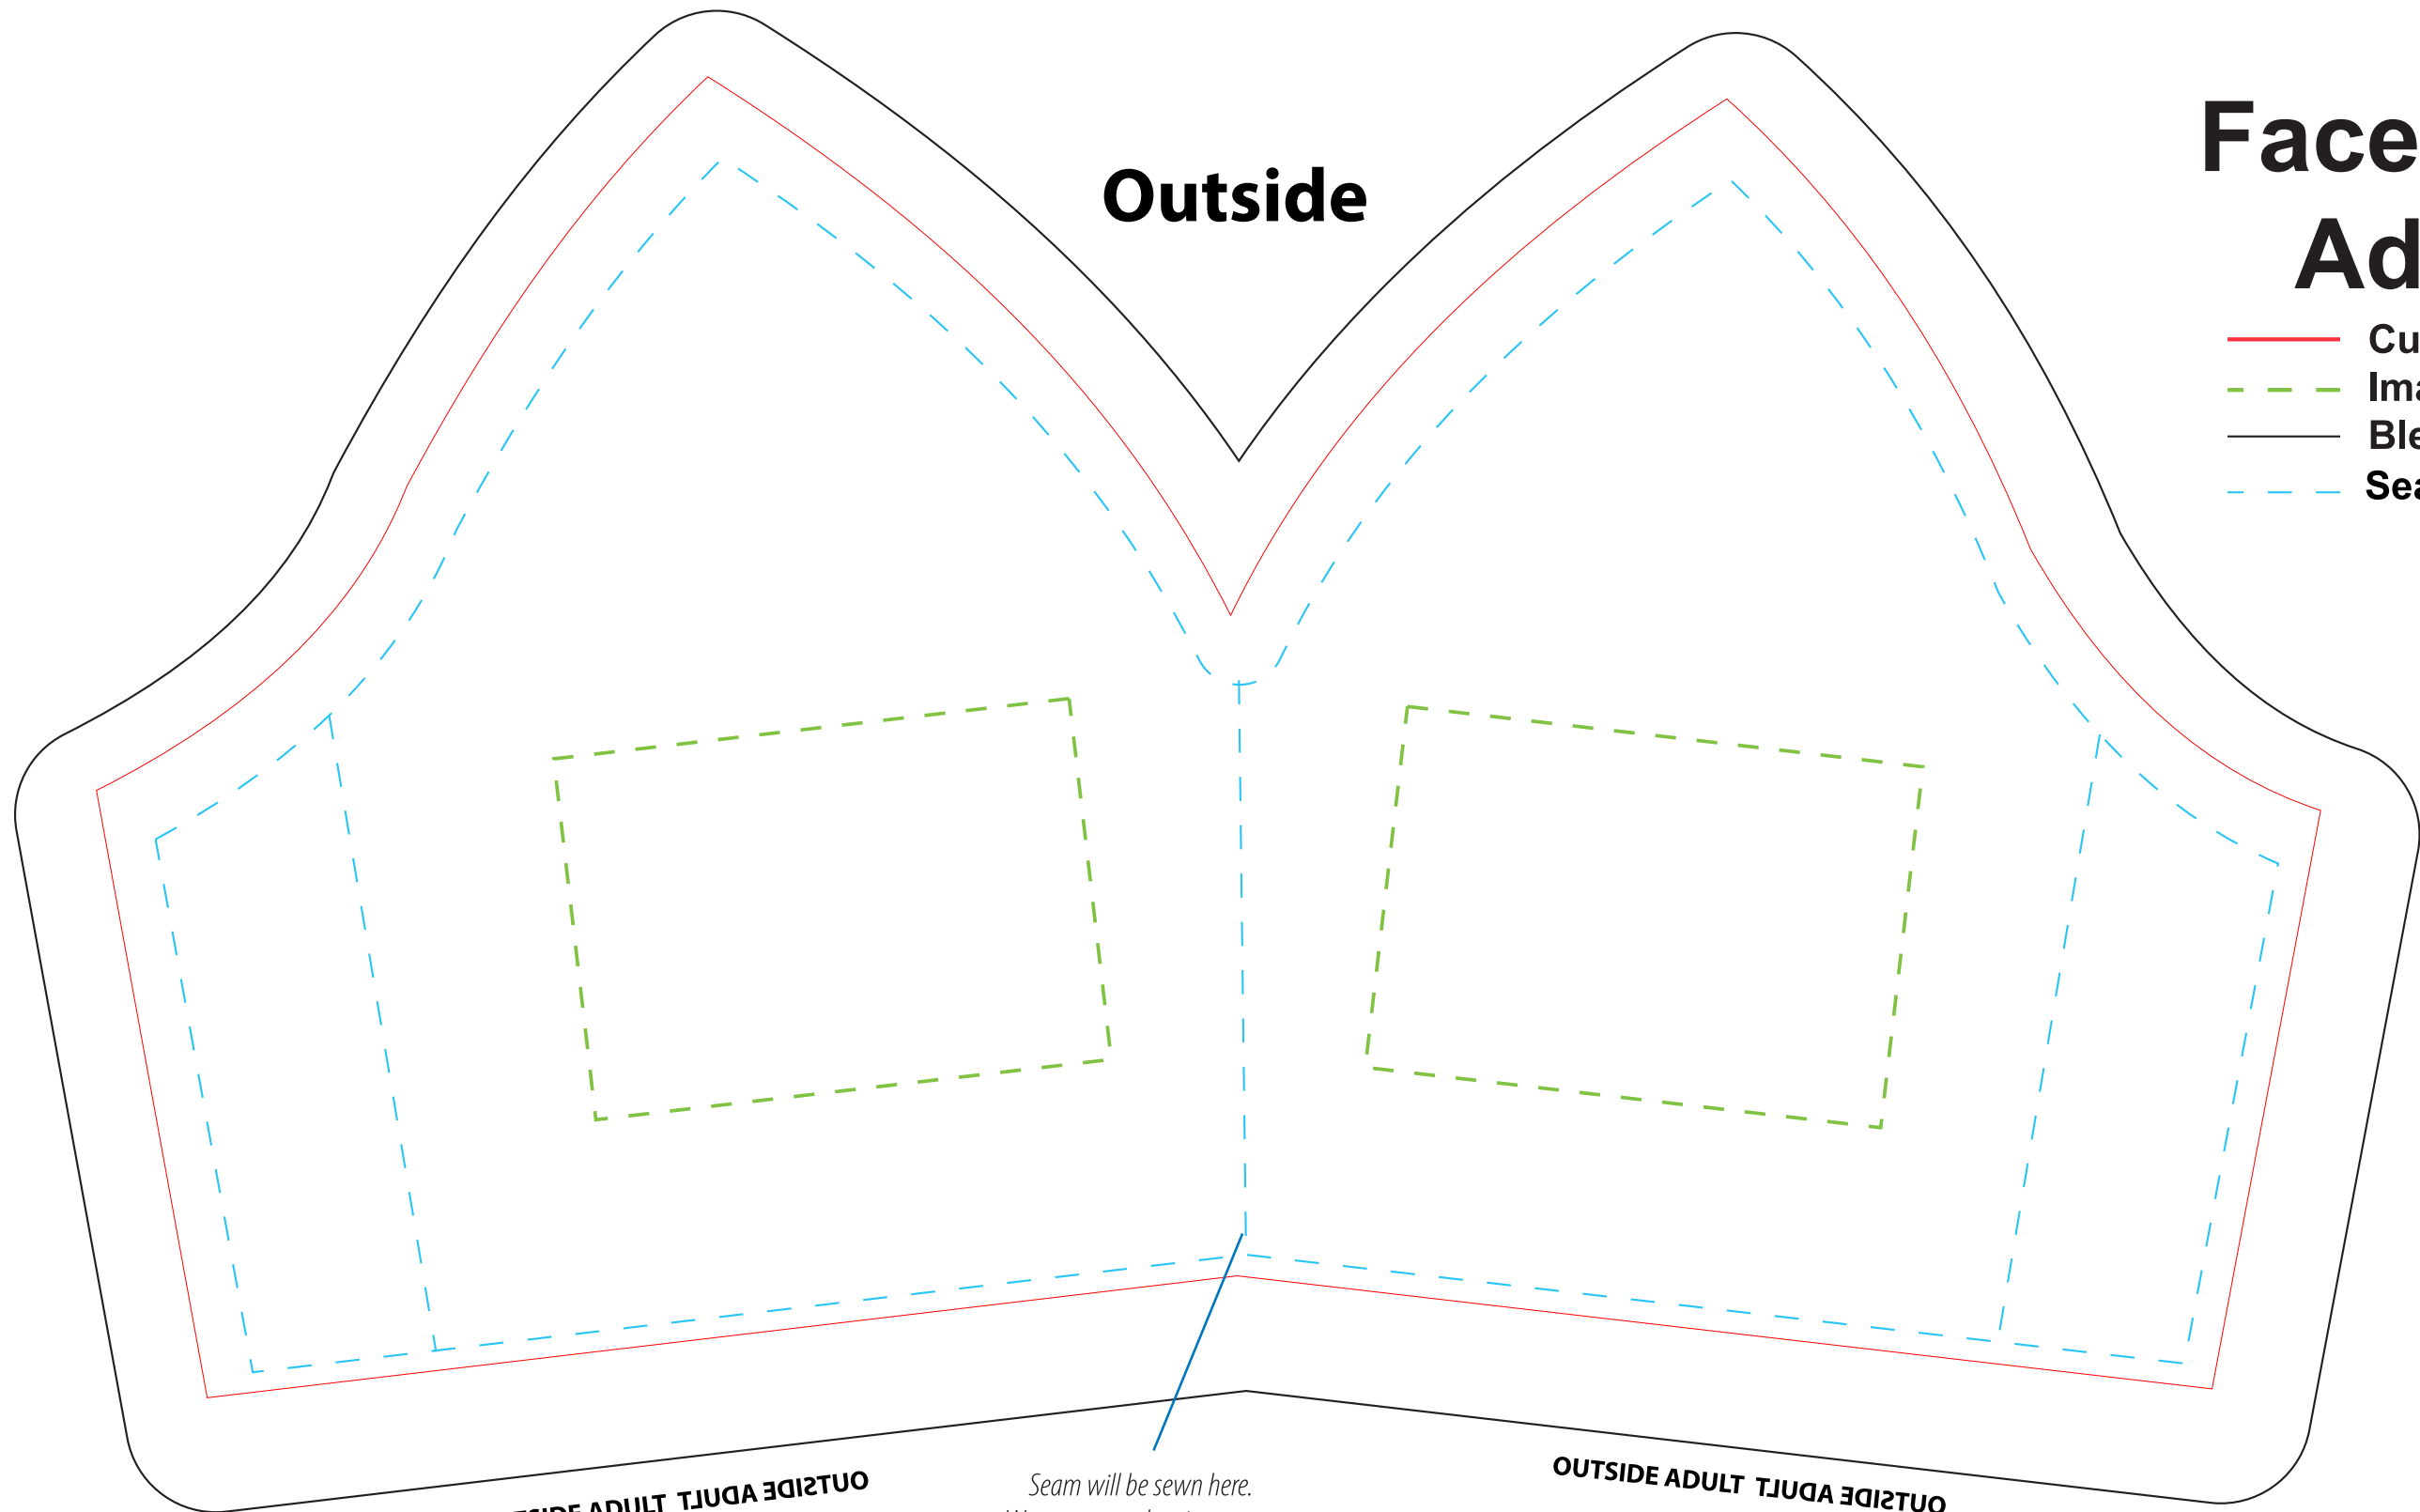 Outside
Face
Ad
Cu
Ima
Ble
Sea
OUTSIDE ADULT
OUTSIDE ADULT
Seam will be sewn here.
OUTSIDE ADULT OUTSIDE ADULT